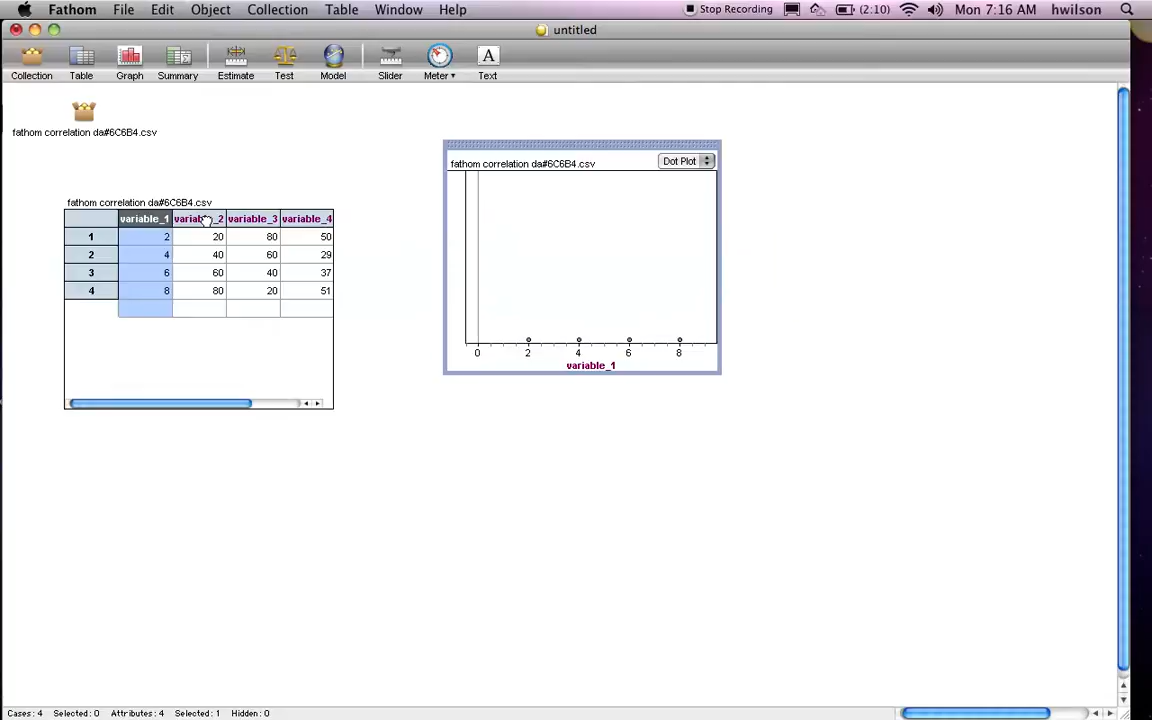 Fathom File Edit Object Collection Table Window Help Stop Recording (2:10) Mon 7:16 AM hwilson
untitled
Collection Table Graph Summary Estimate Test Model Slider Meter Text
A
fathom correlation da#6C6B4.csv
fathom correlation da#6C6B4.csv
variable_1 variable_2 variable_3 variable_4
1 2 20 80 50
2 4 40 60 29
3 6 60 40 37
4 8 80 20 51
fathom correlation da#6C6B4.csv Dot Plot
0 2 4 6 8
variable_1
Cases: 4 Selected: 0 Attributes: 4 Selected: 1 Hidden: 0